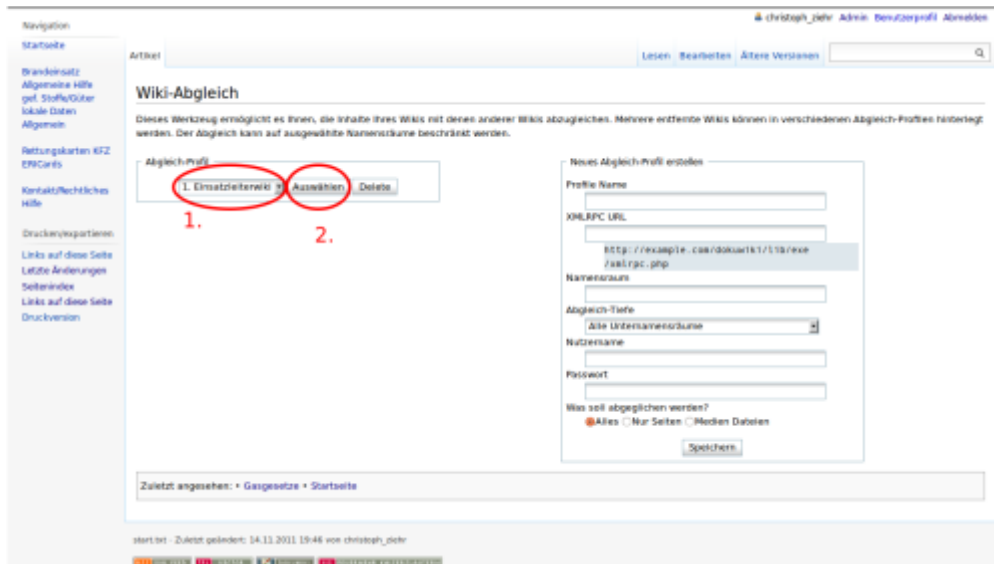 Navigation
Startseite
Brandeinsatz
Allgemeine Hilfe
gef. Stoffe/Güter
lokale Daten
Allgemein
Rettungskarten KFZ
ERICards
Kontakt/Rechtliches
Hilfe
Drucken/exportieren
Links auf diese Seite
Letzte Änderungen
Seitenindex
Links auf diese Seite
Druckversion
christoph_ziehr Admin Benutzerprofil Abmelden
Artikel
Lesen Bearbeiten Ältere Versionen
Wiki-Abgleich
Dieses Werkzeug ermöglicht es Ihnen, die Inhalte Ihres Wikis mit denen anderer Wikis abzugleichen. Mehrere entfernte Wikis können in verschiedenen Abgleich-Profilen hinterlegt
werden. Der Abgleich kann auf ausgewählte Namensräume beschränkt werden.
Abgleich-Profil
1. Einsatzleiterwiki Auswählen Delete
1.
2.
Neues Abgleich-Profil erstellen
Profile Name
XMLRPC URL
http://example.com/dokuwiki/lib/exe
/xmlrpc.php
Namensraum
Abgleich-Tiefe
Alle Unternamensräume
Nutzername
Passwort
Was soll abgeglichen werden?
Alles Nur Seiten Medien Dateien
Speichern
Zuletzt angesehen: • Gasgesetze • Startseite
start.txt · Zuletzt geändert: 14.11.2011 19:46 von christoph_ziehr